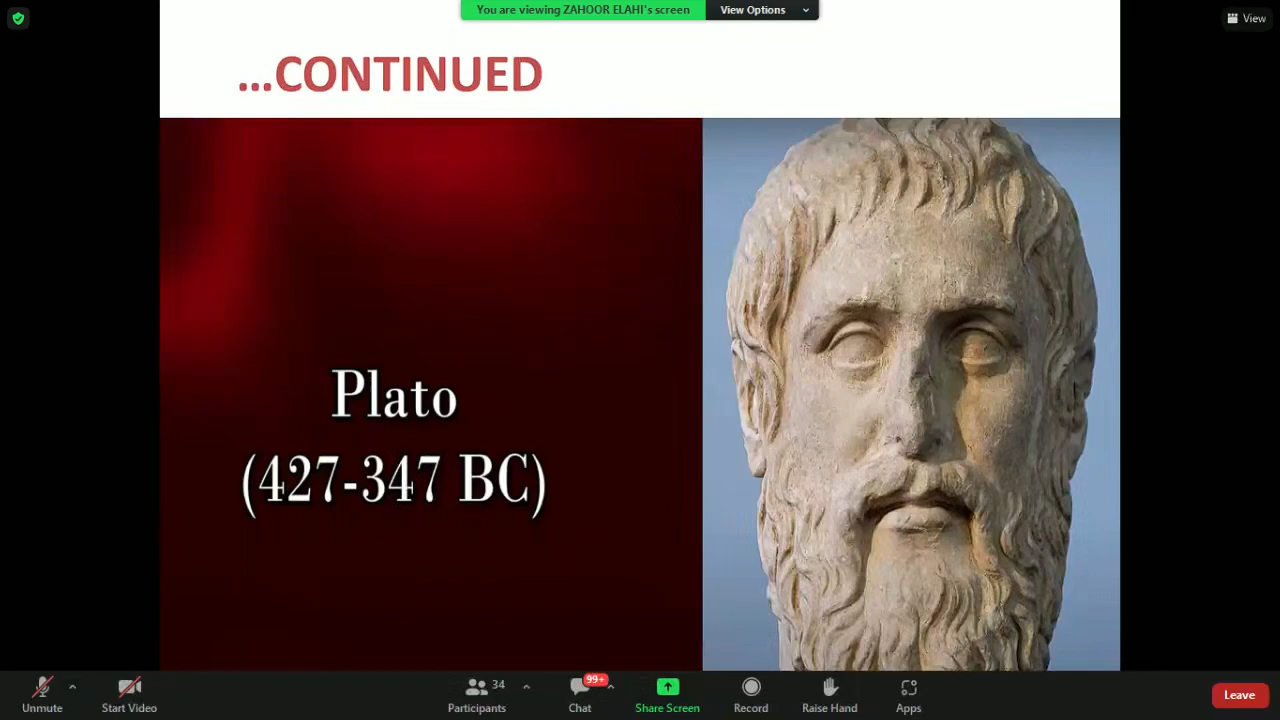 You are viewing ZAHOOR ELAHI's screen
View Options
View
...CONTINUED
Plato
(427-347 BC)
Unmute
Start Video
34
Participants
99+
Chat
Share Screen
Record
Raise Hand
Apps
Leave